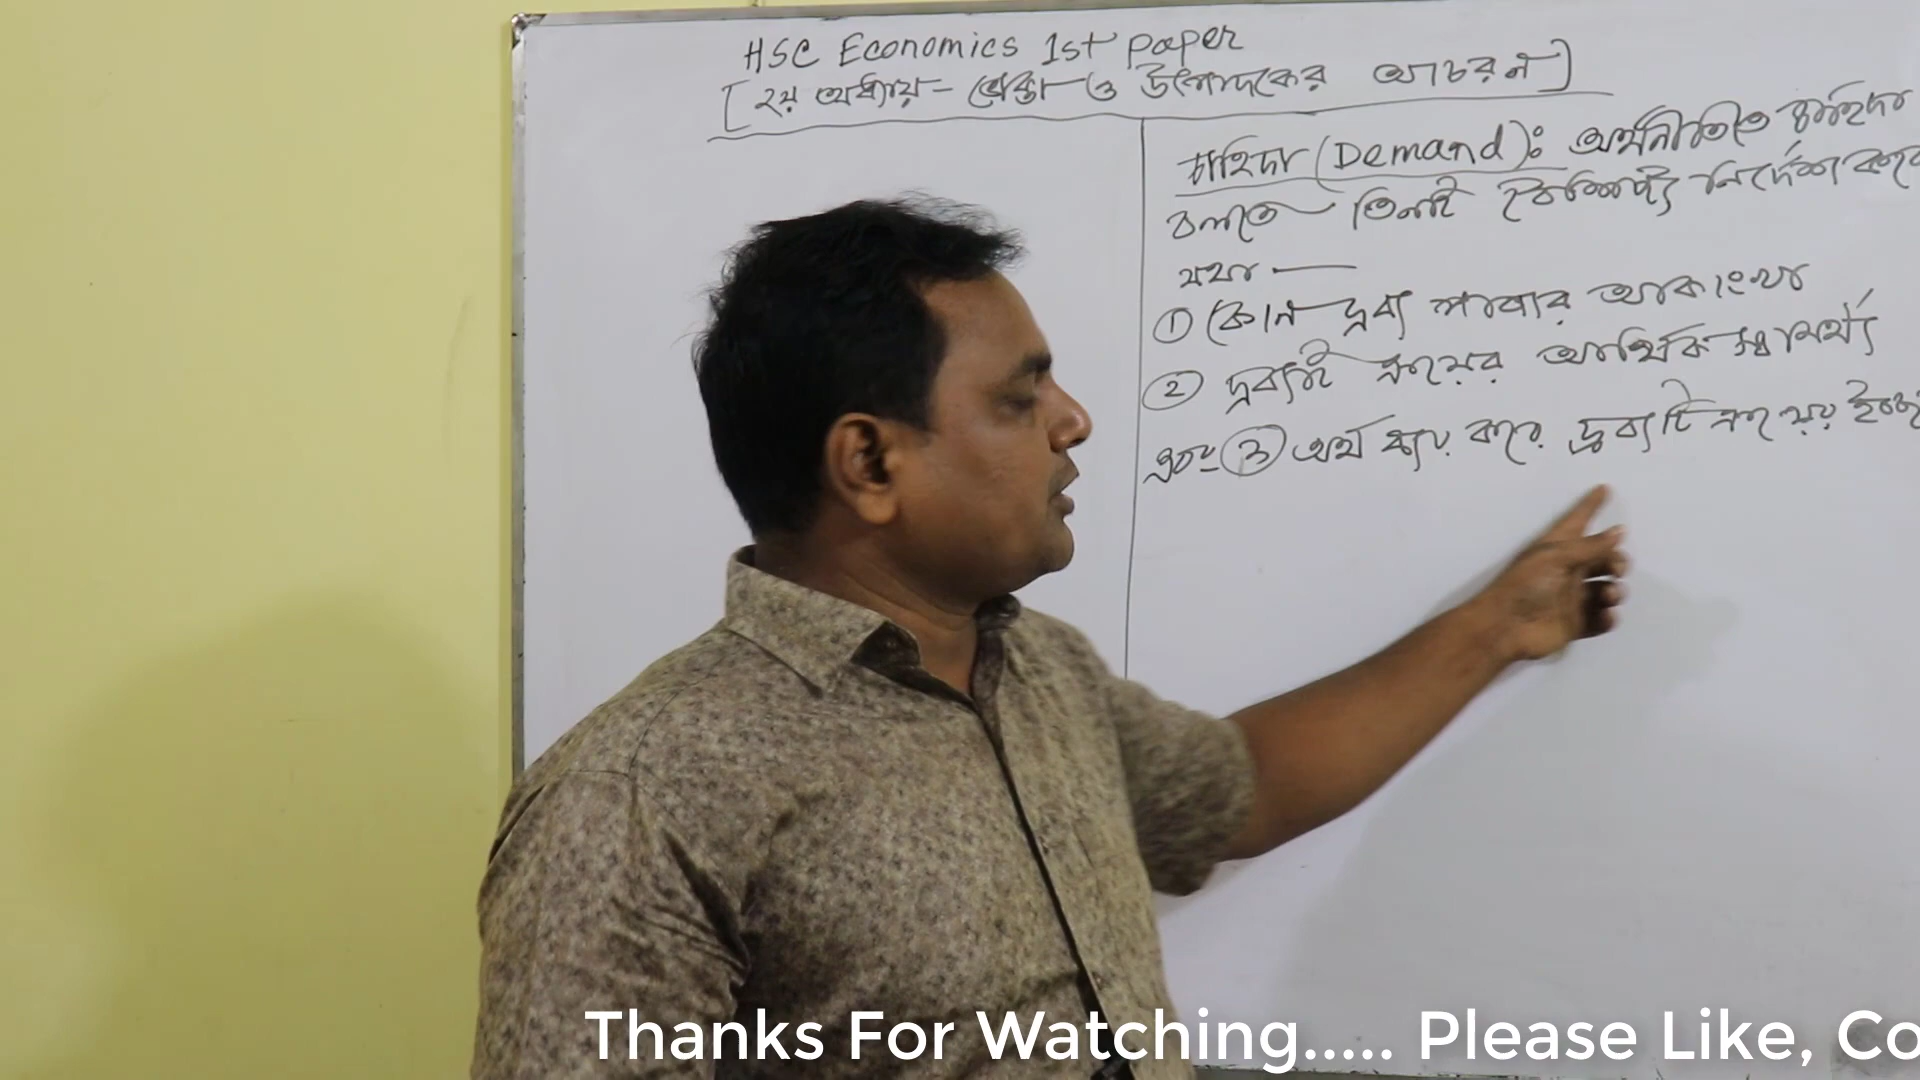 HSC Economics 1st paper
[২য় অধ্যায় - ভোক্তা ও উৎপাদকের আচরণ]
চাহিদা (Demand): অর্থনীতিতে চাহিদা
বলতে তিনটি বৈশিষ্ট্য নির্দেশ করে
যথা —
① কোন দ্রব্য পাবার আকাংখা
② দ্রব্যটি ক্রয়ের আর্থিক সামর্থ্য
এবং ③ অর্থ ব্যয় করে দ্রব্যটি ক্রয়ের
Thanks For Watching..... Please Like, Co